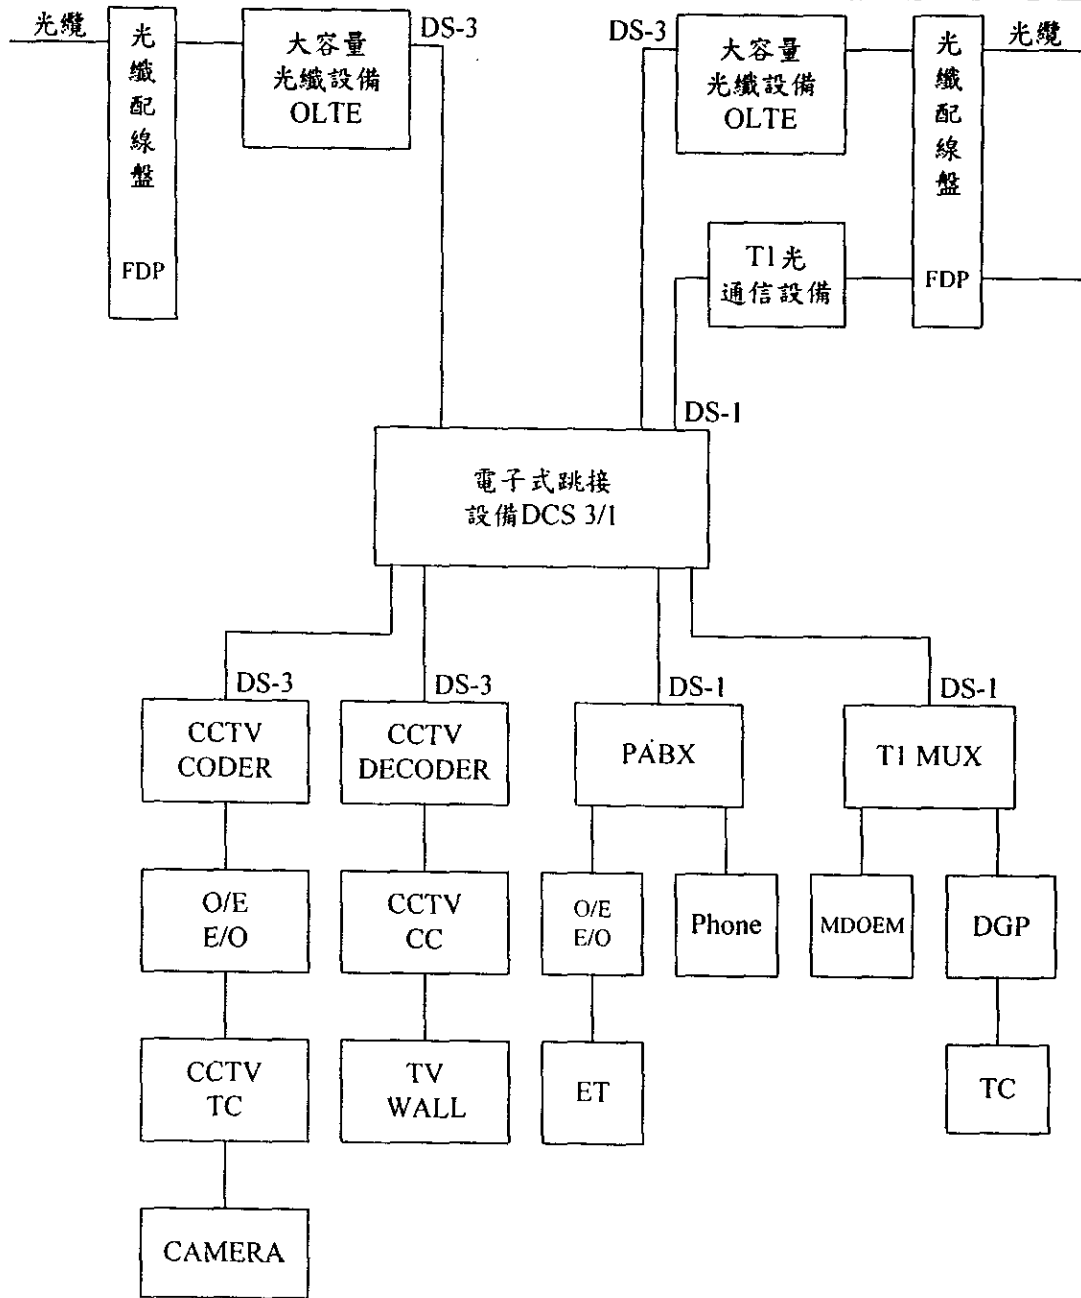 光纜
光纖配線盤
FDP
大容量
光纖設備
OLTE
DS-3
DS-3
大容量
光纖設備
OLTE
光纖配線盤
FDP
光纜
T1光
通信設備
DS-1
電子式跳接
設備DCS 3/1
DS-3
DS-3
DS-1
DS-1
CCTV
CODER
CCTV
DECODER
PABX
T1 MUX
O/E
E/O
CCTV
CC
O/E
E/O
Phone
MDOEM
DGP
CCTV
TC
TV
WALL
ET
TC
CAMERA